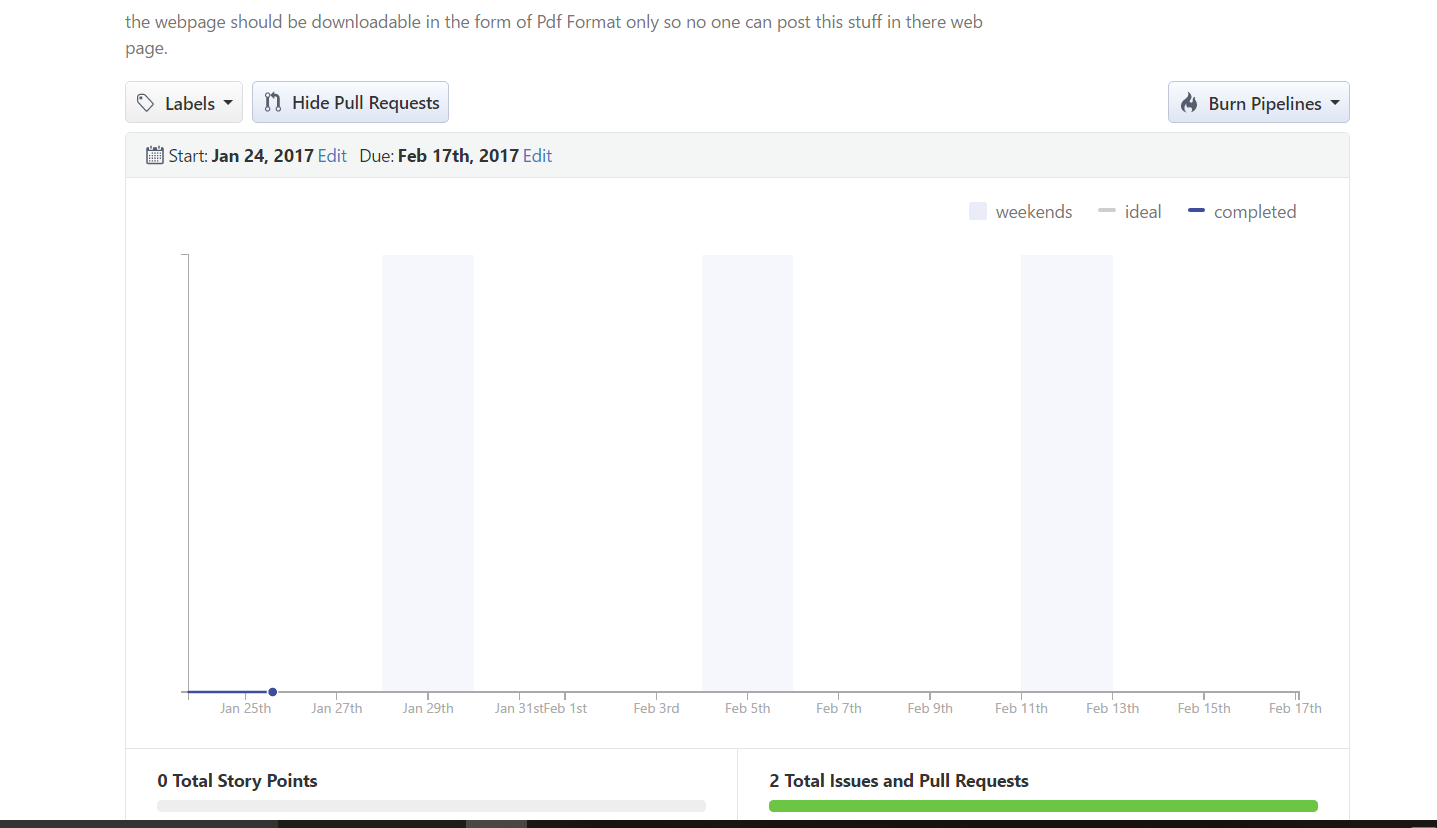 the webpage should be downloadable in the form of Pdf Format only so no one can post this stuff in there web
page.
Labels Hide Pull Requests Burn Pipelines
Start: Jan 24, 2017 Edit Due: Feb 17th, 2017 Edit
weekends ideal completed
Jan 25th Jan 27th Jan 29th Jan 31st Feb 1st Feb 3rd Feb 5th Feb 7th Feb 9th Feb 11th Feb 13th Feb 15th Feb 17th
0 Total Story Points 2 Total Issues and Pull Requests